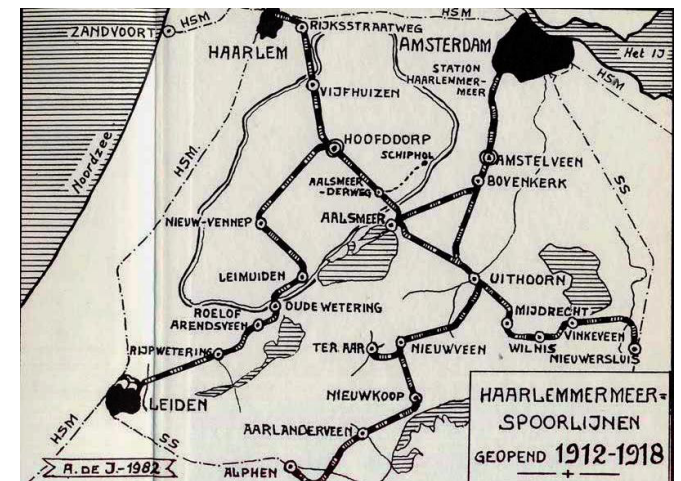 ZANDVOORT
HSM
HAARLEM
RIJKSSTRAATWEG
HSM
AMSTERDAM
Het IJ
STATION
HAARLEMMER-
MEER
HSM
VIJFHUIZEN
HSM
Noordzee
HOOFDDORP
SCHIPHOL
AMSTELVEEN
BOVENKERK
SS
AALSMEER
-DERWEG
NIEUW-VENNEP
AALSMEER
LEIMUIDEN
UITHOORN
ROELOF
ARENDSVEEN
OUDE WETERING
MIJDRECHT
VINKEVEEN
WILNIS
NIEUWERSLUIS
RIJPWETERING
TER AAR
NIEUWVEEN
LEIDEN
NIEUWKOOP
HSM
SS
AARLANDERVEEN
ALPHEN
A. DE J.-1982
HAARLEMMERMEER=
SPOORLIJNEN
GEOPEND 1912-1918